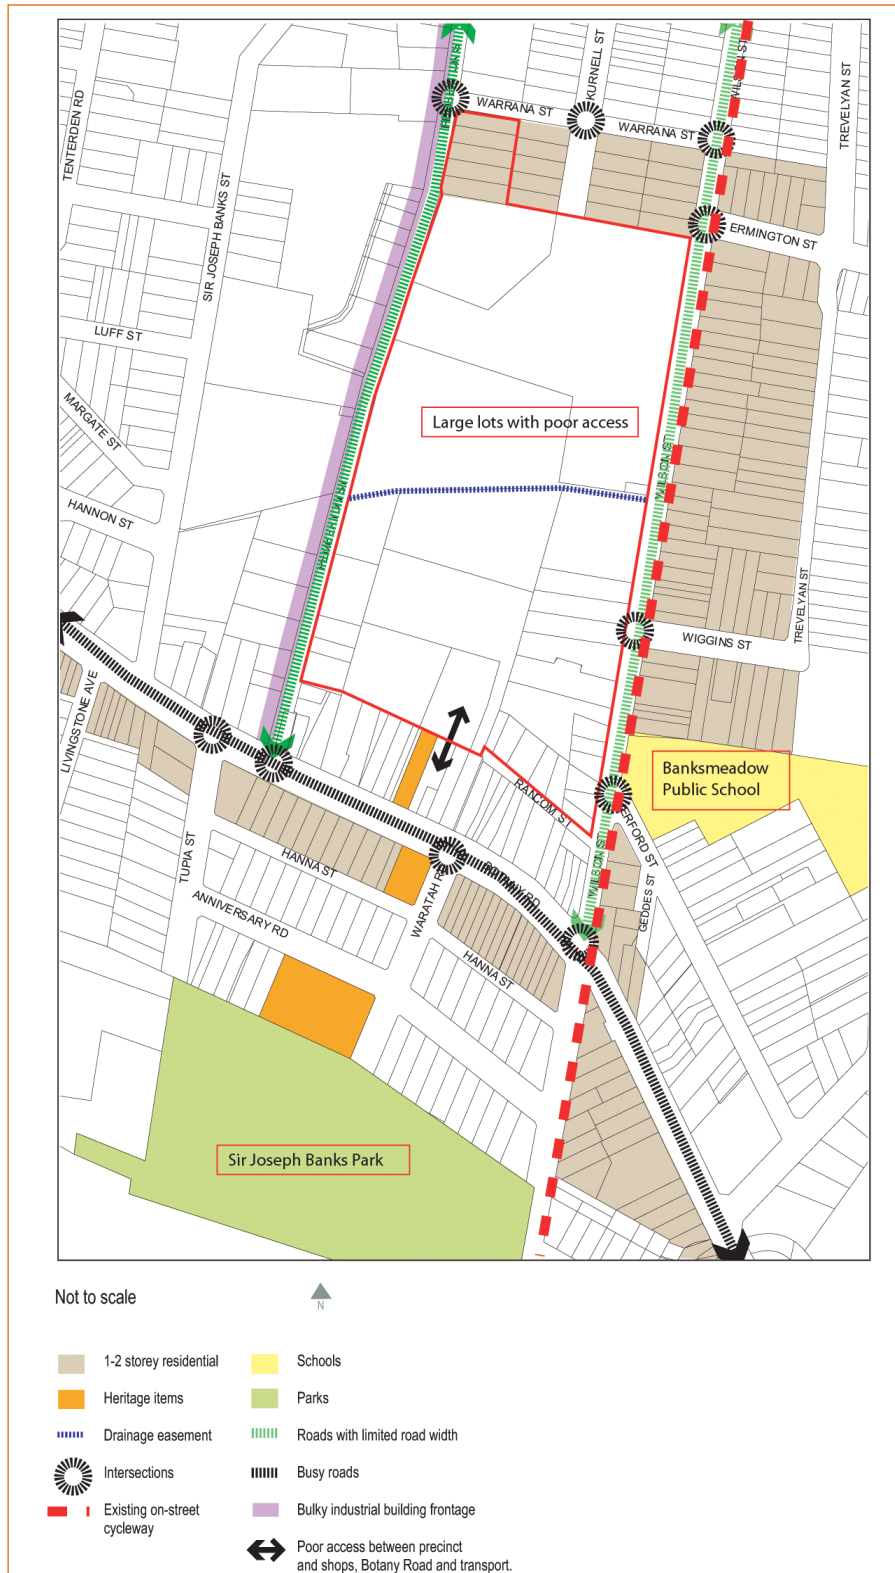 KURNELL ST
WILSON ST
TREVELYAN ST
TENTERDEN RD
WARRANA ST
WARRANA ST
SIR JOSEPH BANKS ST
ERMINGTON ST
LUFF ST
MARGATE ST
Large lots with poor access
WILSON ST
HANNON ST
TREVELYAN ST
WIGGINS ST
LIVINGSTONE AVE
Banksmeadow
Public School
RANCOM ST
TUPIA ST
HANNA ST
WILSON ST
BOTANY RD
GEDDES ST
ANNIVERSARY RD
HANNA ST
Sir Joseph Banks Park
Not to scale
N
1-2 storey residential
Schools
Heritage items
Parks
Drainage easement
Roads with limited road width
Intersections
Busy roads
Existing on-street
cycleway
Bulky industrial building frontage
Poor access between precinct
and shops, Botany Road and transport.